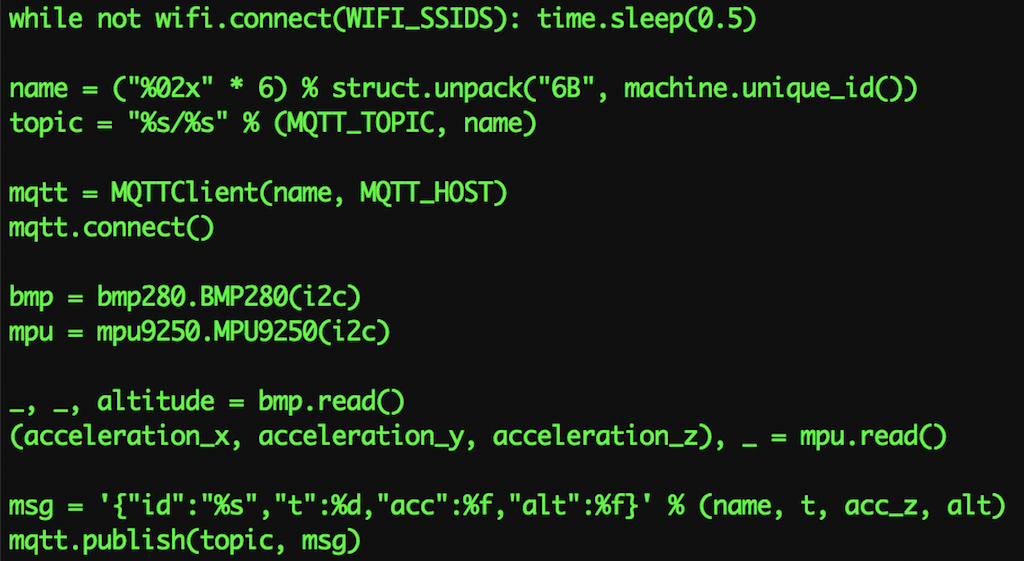 while not wifi.connect(WIFI_SSIDS): time.sleep(0.5)
name = ("%02x" * 6) % struct.unpack("6B", machine.unique_id())
topic = "%s/%s" % (MQTT_TOPIC, name)
mqtt = MQTTClient(name, MQTT_HOST)
mqtt.connect()
bmp = bmp280.BMP280(i2c)
mpu = mpu9250.MPU9250(i2c)
_, _, altitude = bmp.read()
(acceleration_x, acceleration_y, acceleration_z), _ = mpu.read()
msg = '{"id":"%s","t":%d,"acc":%f,"alt":%f}' % (name, t, acc_z, alt)
mqtt.publish(topic, msg)